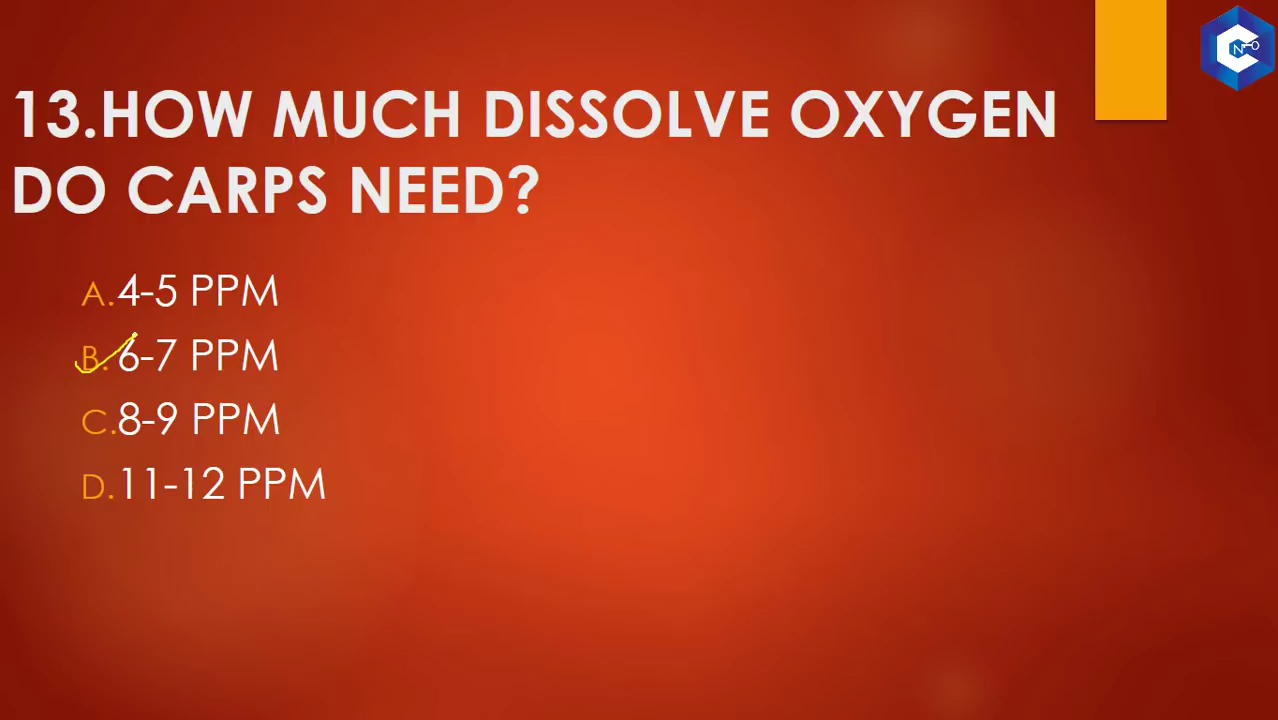 13.HOW MUCH DISSOLVE OXYGEN
DO CARPS NEED?
A.4-5 PPM
B.6-7 PPM
C.8-9 PPM
D.11-12 PPM